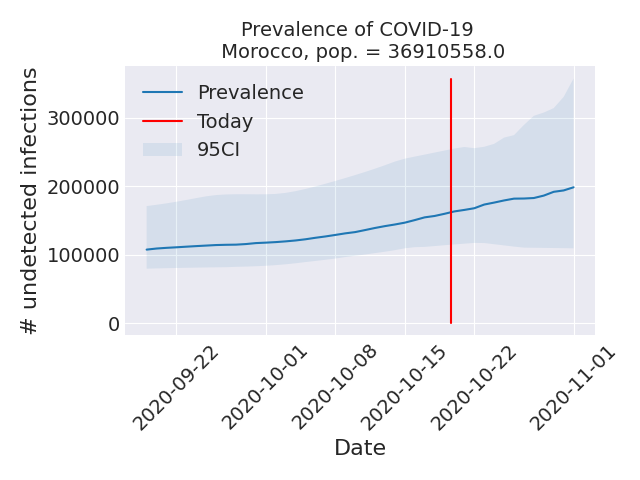 Prevalence of COVID-19
Morocco, pop. = 36910558.0
# undetected infections
300000
200000
100000
0
Prevalence
Today
95CI
2020-09-22
2020-10-01
2020-10-08
2020-10-15
2020-10-22
2020-11-01
Date